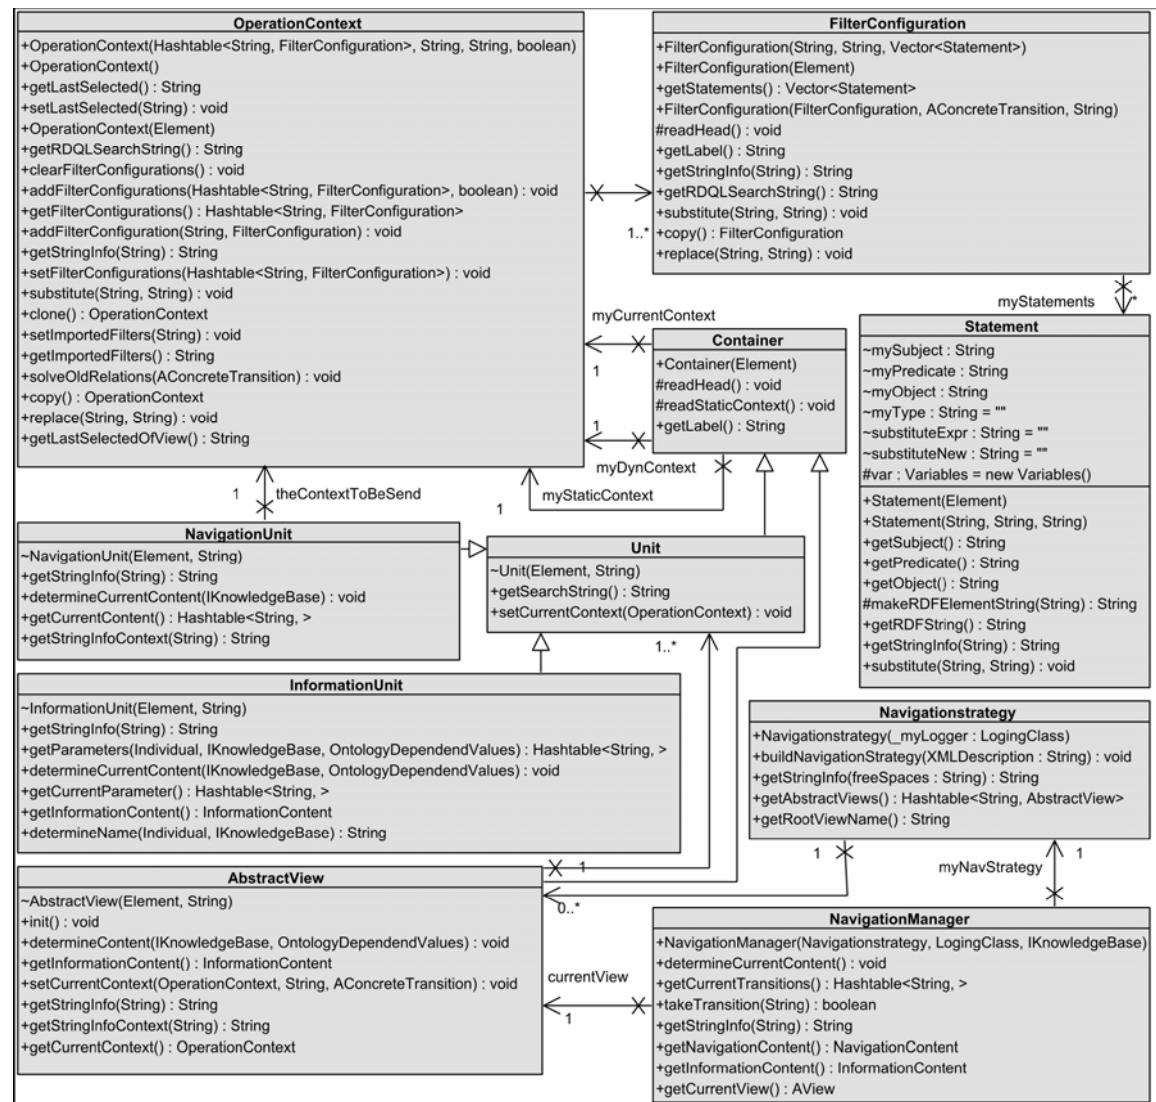 OperationContext
+OperationContext(Hashtable<String, FilterConfiguration>, String, String, boolean)
+OperationContext()
+getLastSelected() : String
+setLastSelected(String) : void
+OperationContext(Element)
+getRDQLSearchString() : String
+clearFilterConfigurations() : void
+addFilterConfigurations(Hashtable<String, FilterConfiguration>, boolean) : void
+getFilterContigurations() : Hashtable<String, FilterConfiguration>
+addFilterConfiguration(String, FilterConfiguration) : void
+getStringInfo(String) : String
+setFilterConfigurations(Hashtable<String, FilterConfiguration>) : void
+substitute(String, String) : void
+clone() : OperationContext
+setImportedFilters(String) : void
+getImportedFilters() : String
+solveOldRelations(AConcreteTransition) : void
+copy() : OperationContext
+replace(String, String) : void
+getLastSelectedOfView() : String
FilterConfiguration
+FilterConfiguration(String, String, Vector<Statement>)
+FilterConfiguration(Element)
+getStatements() : Vector<Statement>
+FilterConfiguration(FilterConfiguration, AConcreteTransition, String)
#readHead() : void
+getLabel() : String
+getStringInfo(String) : String
+getRDQLSearchString() : String
+substitute(String, String) : void
+copy() : FilterConfiguration
+replace(String, String) : void
1..*
myStatements
*
myCurrentContext
1
Container
+Container(Element)
#readHead() : void
#readStaticContext() : void
+getLabel() : String
1
myDynContext
myStaticContext
1
Statement
~mySubject : String
~myPredicate : String
~myObject : String
~myType : String = ""
~substituteExpr : String = ""
~substituteNew : String = ""
#var : Variables = new Variables()
+Statement(Element)
+Statement(String, String, String)
+getSubject() : String
+getPredicate() : String
+getObject() : String
#makeRDFElementString(String) : String
+getRDFString() : String
+getStringInfo(String) : String
+substitute(String, String) : void
1
theContextToBeSend
NavigationUnit
~NavigationUnit(Element, String)
+getStringInfo(String) : String
+determineCurrentContent(IKnowledgeBase) : void
+getCurrentContent() : Hashtable<String, >
+getStringInfoContext(String) : String
Unit
~Unit(Element, String)
+getSearchString() : String
+setCurrentContext(OperationContext) : void
1..*
InformationUnit
~InformationUnit(Element, String)
+getStringInfo(String) : String
+getParameters(Individual, IKnowledgeBase, OntologyDependendValues) : Hashtable<String, >
+determineCurrentContent(IKnowledgeBase, OntologyDependendValues) : void
+getCurrentParameter() : Hashtable<String, >
+getInformationContent() : InformationContent
+determineName(Individual, IKnowledgeBase) : String
Navigationstrategy
+Navigationstrategy(_myLogger : LogingClass)
+buildNavigationStrategy(XMLDescription : String) : void
+getStringInfo(freeSpaces : String) : String
+getAbstractViews() : Hashtable<String, AbstractView>
+getRootViewName() : String
1
myNavStrategy
1
1
0..*
AbstractView
~AbstractView(Element, String)
+init() : void
+determineContent(IKnowledgeBase, OntologyDependendValues) : void
+getInformationContent() : InformationContent
+setCurrentContext(OperationContext, String, AConcreteTransition) : void
+getStringInfo(String) : String
+getStringInfoContext(String) : String
+getCurrentContext() : OperationContext
currentView
1
NavigationManager
+NavigationManager(Navigationstrategy, LogingClass, IKnowledgeBase)
+determineCurrentContent() : void
+getCurrentTransitions() : Hashtable<String, >
+takeTransition(String) : boolean
+getStringInfo(String) : String
+getNavigationContent() : NavigationContent
+getInformationContent() : InformationContent
+getCurrentView() : AView